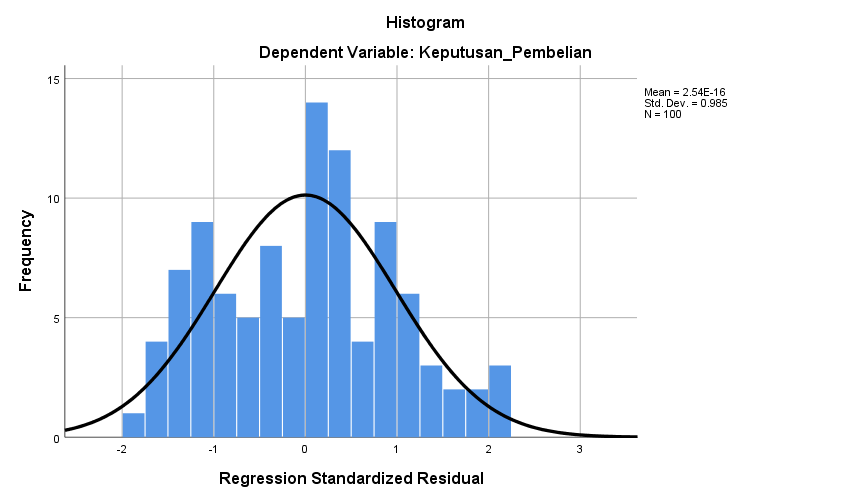 Histogram
Dependent Variable: Keputusan_Pembelian
Mean = 2.54E-16
Std. Dev. = 0.985
N = 100
Frequency
15
10
5
0
-2
-1
0
1
2
3
Regression Standardized Residual